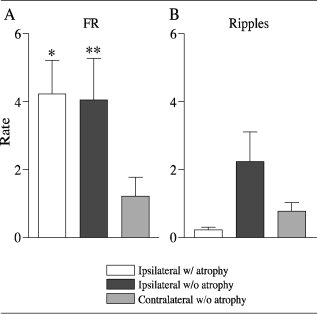 A FR
B Ripples
Rate
6
4
2
0
* **
6
4
2
0
Ipsilateral w/ atrophy
Ipsilateral w/o atrophy
Contralateral w/o atrophy